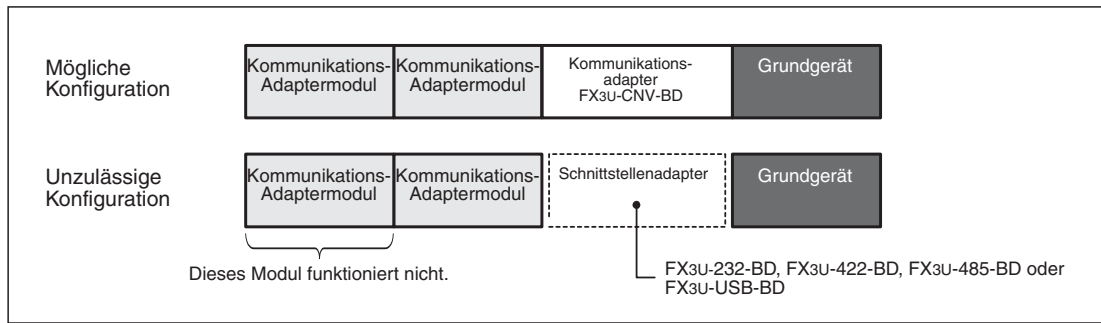 Mögliche
Konfiguration
Kommunikations-
Adaptermodul
Kommunikations-
Adaptermodul
Kommunikations-
adapter
FX3U-CNV-BD
Grundgerät
Unzulässige
Konfiguration
Kommunikations-
Adaptermodul
Kommunikations-
Adaptermodul
Schnittstellenadapter
Grundgerät
Dieses Modul funktioniert nicht.
FX3U-232-BD, FX3U-422-BD, FX3U-485-BD oder
FX3U-USB-BD